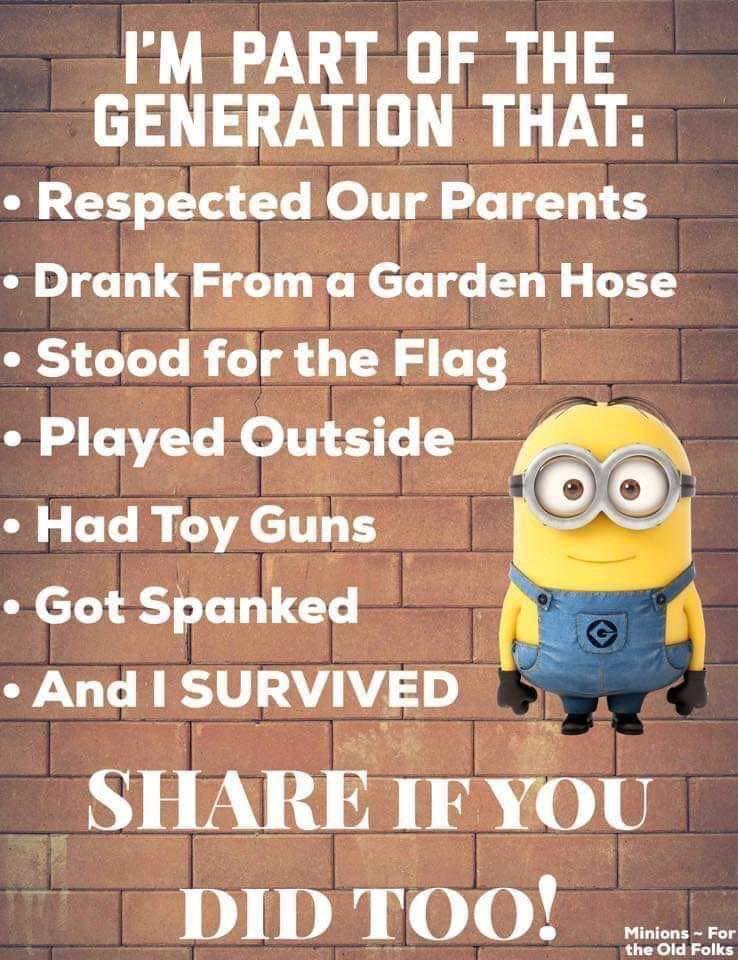 I'M PART OF THE
GENERATION THAT:
• Respected Our Parents
• Drank From a Garden Hose
• Stood for the Flag
• Played Outside
• Had Toy Guns
• Got Spanked
• And I SURVIVED
SHARE IF YOU
DID TOO!
Minions ~ For
the Old Folks